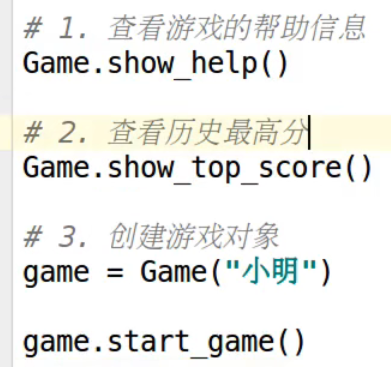 # 1. 查看游戏的帮助信息
Game.show_help()
# 2. 查看历史最高分
Game.show_top_score()
# 3. 创建游戏对象
game = Game("小明")
game.start_game()